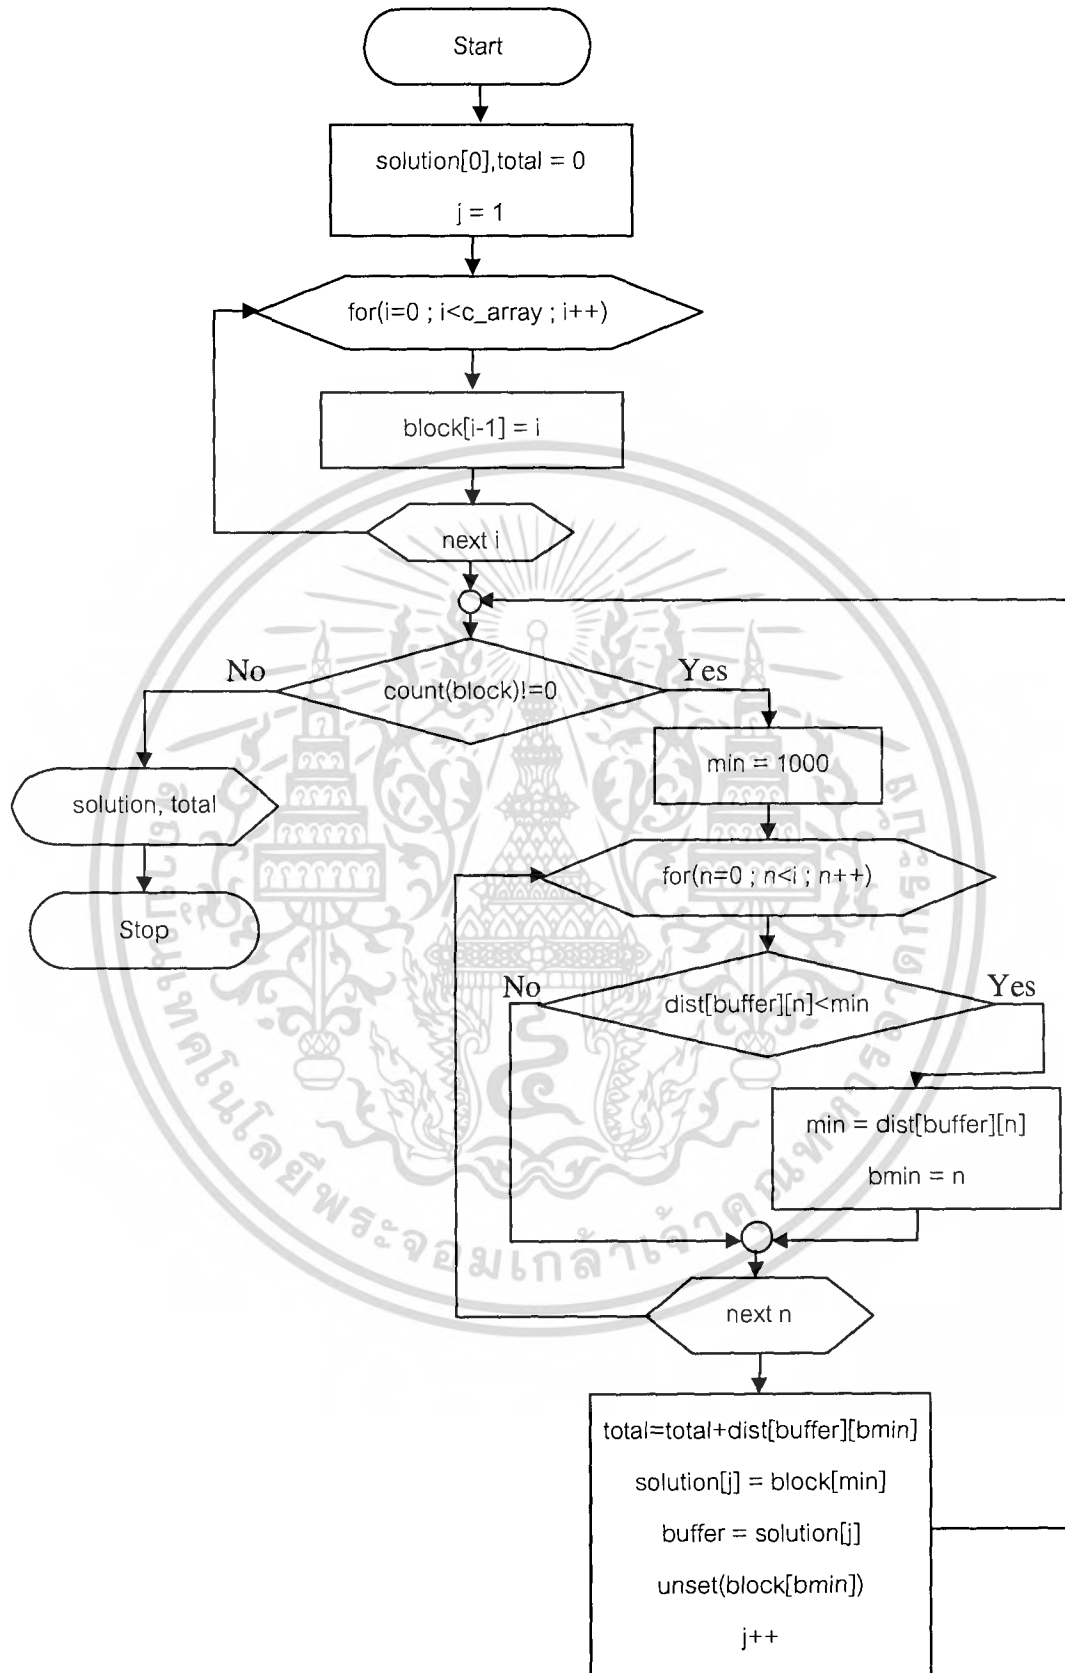 Start
solution[0],total = 0
j = 1
for(i=0 ; i<c_array ; i++)
block[i-1] = i
next i
count(block)!=0
No
Yes
solution, total
Stop
min = 1000
for(n=0 ; n<i ; n++)
dist[buffer][n]<min
No
Yes
min = dist[buffer][n]
bmin = n
next n
total=total+dist[buffer][bmin]
solution[j] = block[min]
buffer = solution[j]
unset(block[bmin])
j++